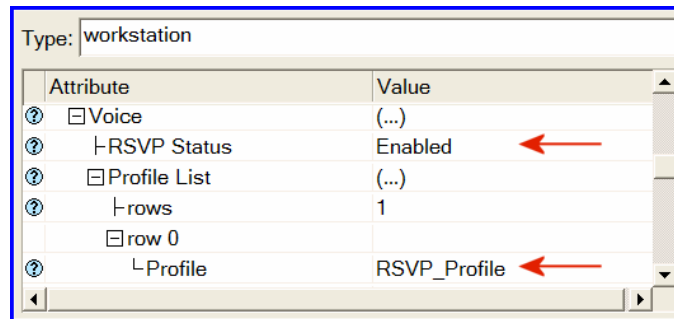 Type: workstation
Attribute Value
Voice (...)
RSVP Status Enabled
Profile List (...)
rows 1
row 0
Profile RSVP_Profile